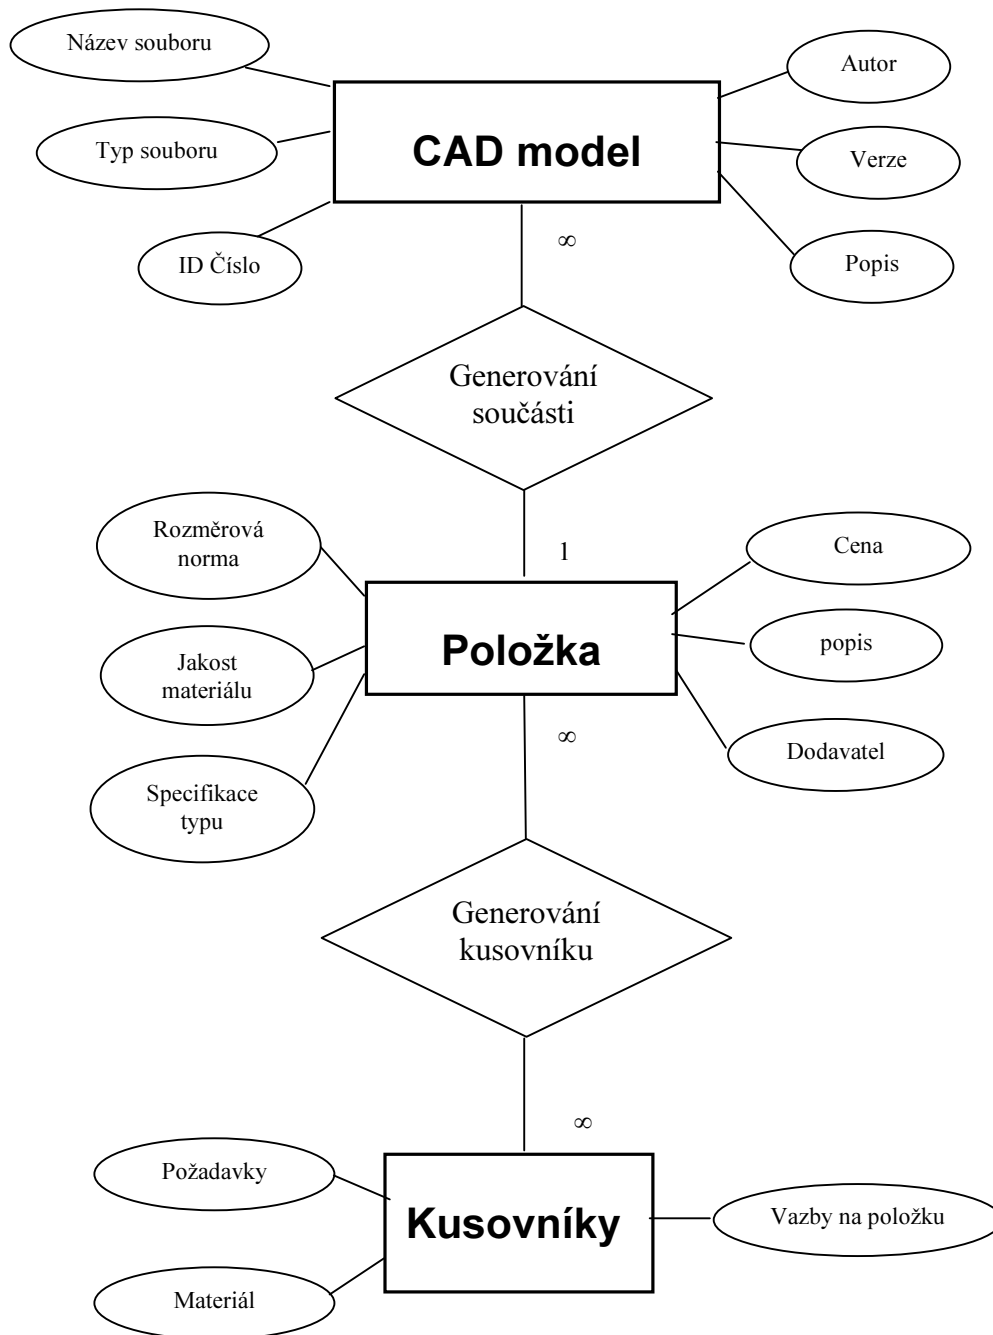 Název souboru
Autor
CAD model
Typ souboru
Verze
ID Číslo
∞
Popis
Generování
součásti
Rozměrová
norma
1
Cena
Položka
popis
Jakost
materiálu
∞
Dodavatel
Specifikace
typu
Generování
kusovníku
∞
Požadavky
Kusovníky
Vazby na položku
Materiál